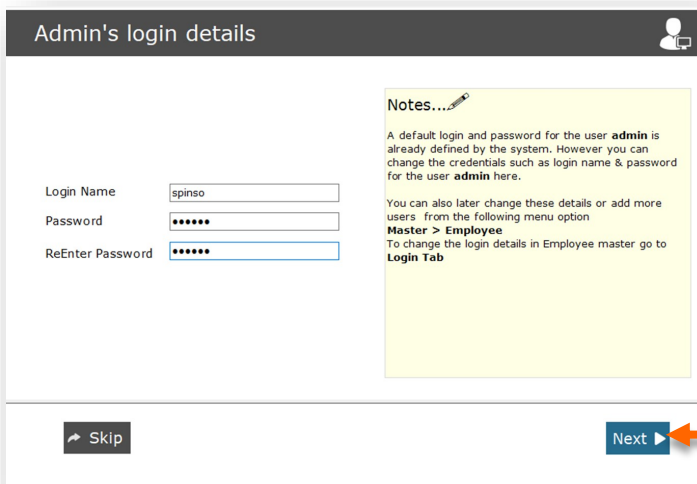 Admin's login details
Notes...
A default login and password for the user admin is
already defined by the system. However you can
change the credentials such as login name & password
for the user admin here.
You can also later change these details or add more
users from the following menu option
Master > Employee
To change the login details in Employee master go to
Login Tab
Login Name spinso
Password ••••••
ReEnter Password ••••••
Skip
Next